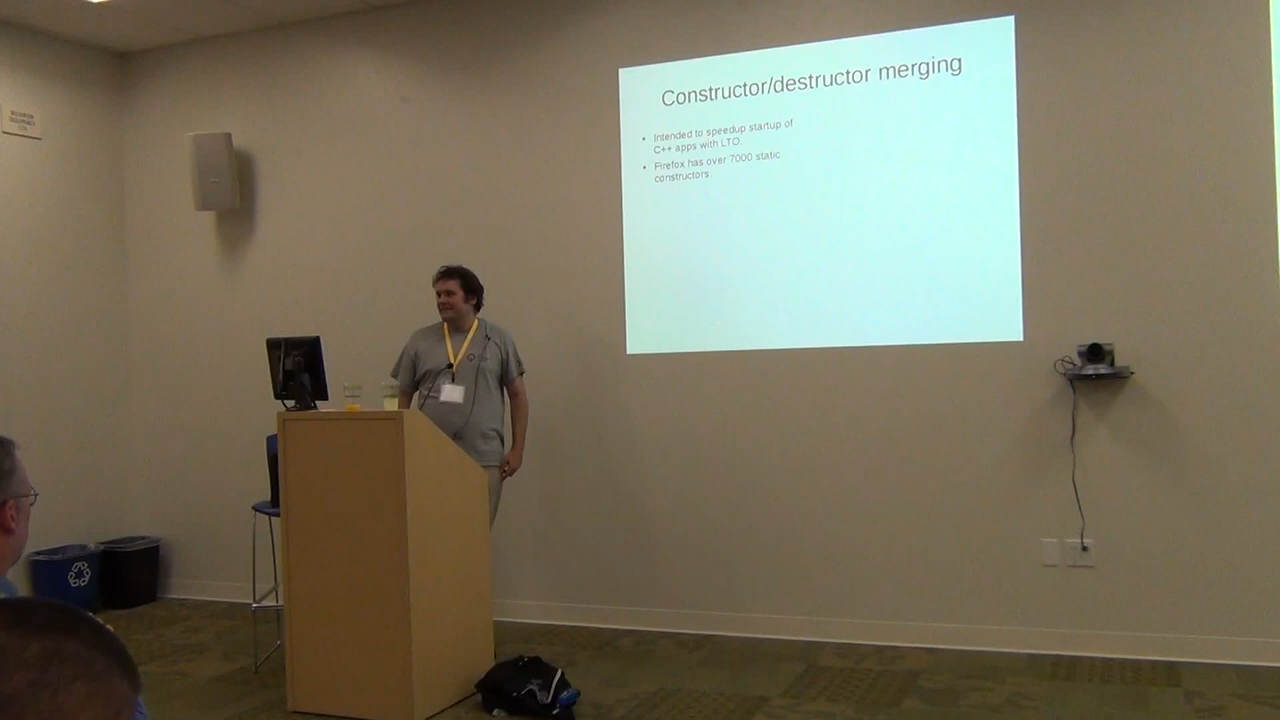 Constructor/destructor merging
• Intended to speedup startup of
C++ apps with LTO.
• Firefox has over 7000 static
constructors.